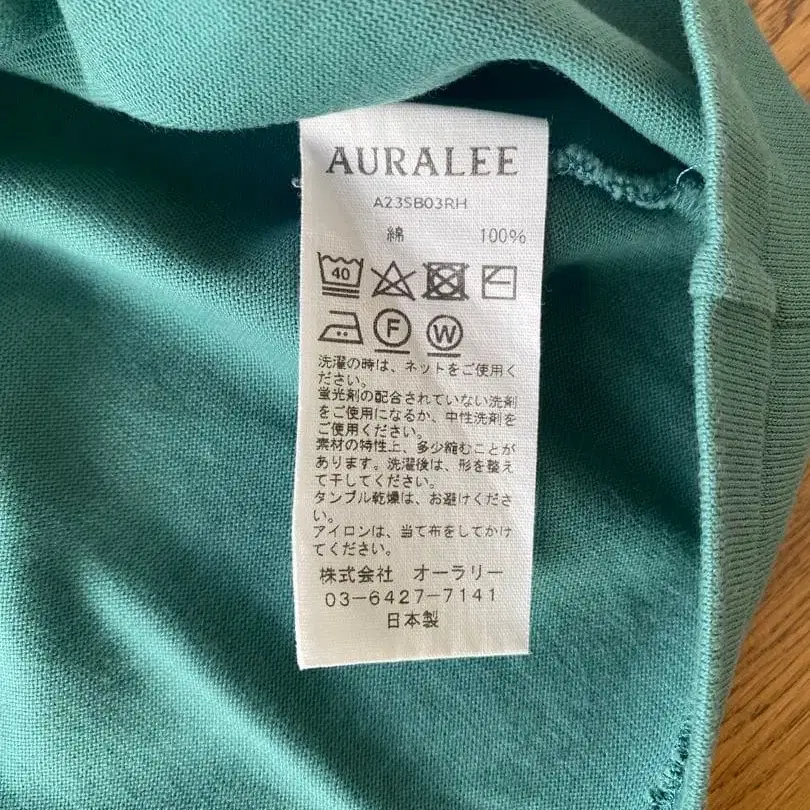 AURALEE
A23SB03RH
綿 100%
40
F W
洗濯の時は、ネットをご使用く
ださい。
蛍光剤の配合されていない洗剤
をご使用になるか、中性洗剤を
ご使用ください。
素材の特性上、多少縮むことが
あります。洗濯後は、形を整え
て干してください。
タンブル乾燥は、お避けくださ
い。
アイロンは、当て布をしてかけ
てください。
株式会社 オーラリー
03-6427-7141
日本製